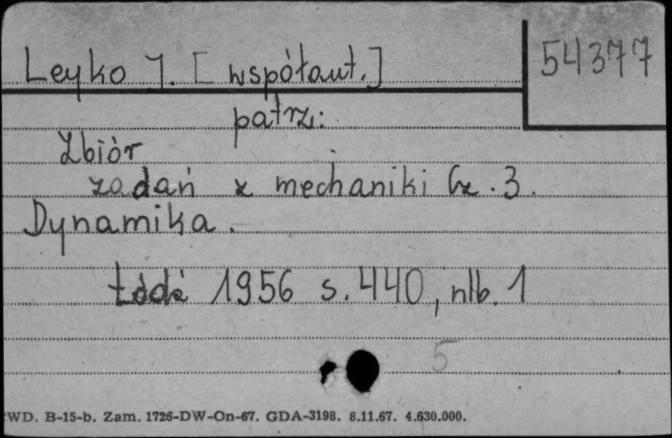 Leyko J. [współaut.] 54377
patrz:
Zbiór
zadań z mechaniki Cz. 3.
Dynamika.
Łódź 1956 s. 440, nlb. 1
5
WD. B-15-b. Zam. 1726-DW-On-67. GDA-3198. 8.11.67. 4.630.000.